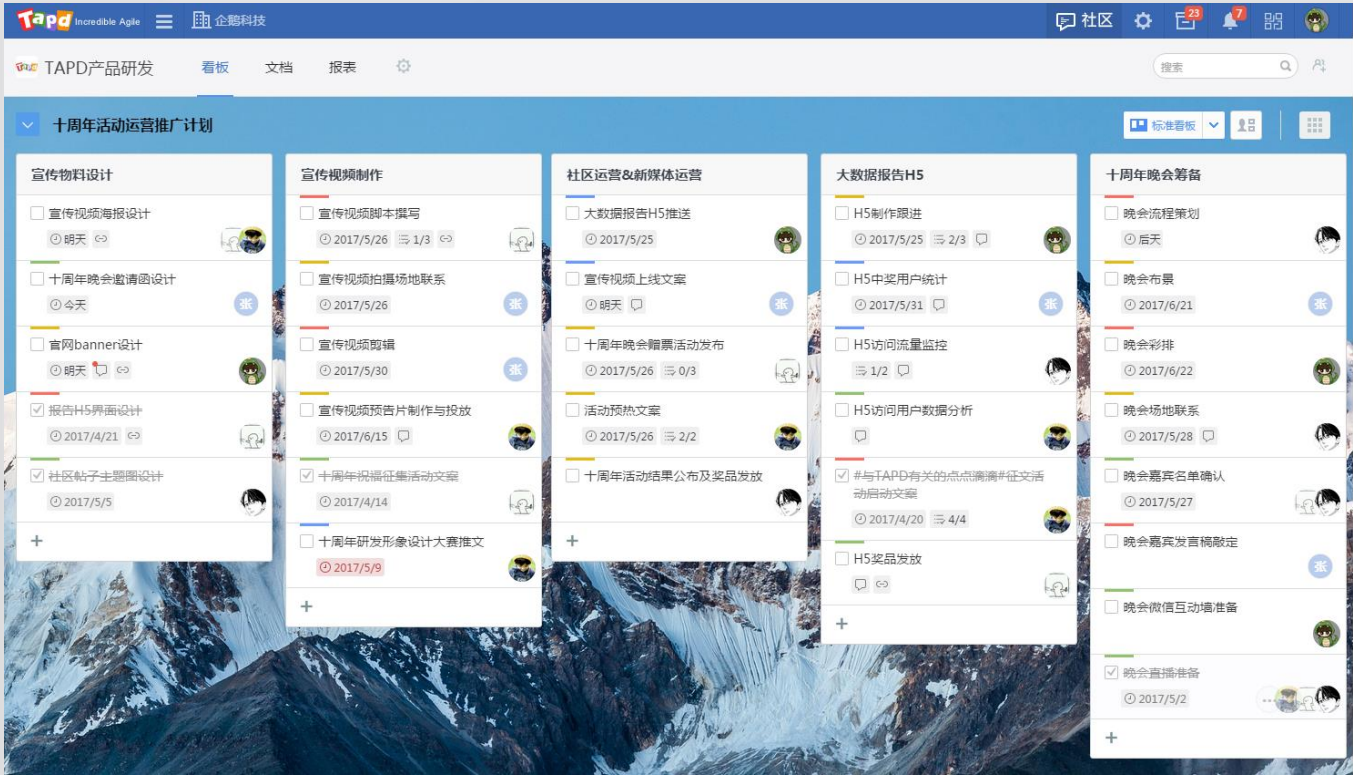 Tapd Incredible Agile 企鹅科技 社区 23 7
TAPD产品研发 看板 文档 报表 搜索
十周年活动运营推广计划 标准看板
宣传物料设计
宣传视频海报设计
明天
十周年晚会邀请函设计
今天 张
官网banner设计
明天
报告H5界面设计
2017/4/21
社区帖子主题图设计
2017/5/5
+
宣传视频制作
宣传视频脚本撰写
2017/5/26 1/3
宣传视频拍摄场地联系
2017/5/26 张
宣传视频剪辑
2017/5/30 张
宣传视频预告片制作与投放
2017/6/15
十周年祝福征集活动文案
2017/4/14
十周年研发形象设计大赛推文
2017/5/9
+
社区运营&新媒体运营
大数据报告H5推送
2017/5/25
宣传视频上线文案
明天 张
十周年晚会赠票活动发布
2017/5/26 0/3
活动预热文案
2017/5/26 2/2
十周年活动结果公布及奖品发放
+
大数据报告H5
H5制作跟进
2017/5/25 2/3
H5中奖用户统计
2017/5/31 张
H5访问流量监控
1/2
H5访问用户数据分析
#与TAPD有关的点点滴滴#征文活
动启动文案
2017/4/20 4/4
H5奖品发放
+
十周年晚会筹备
晚会流程策划
后天
晚会布景
2017/6/21 张
晚会彩排
2017/6/22
晚会场地联系
2017/5/28
晚会嘉宾名单确认
2017/5/27
晚会嘉宾发言稿敲定
张
晚会微信互动墙准备
晚会直播准备
2017/5/2 ...
+